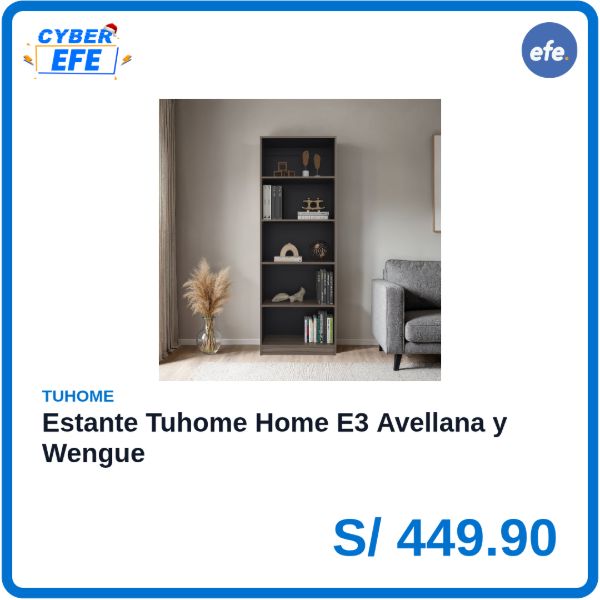 CYBER
EFE
efe.
TUHOME
Estante Tuhome Home E3 Avellana y
Wengue
S/ 449.90